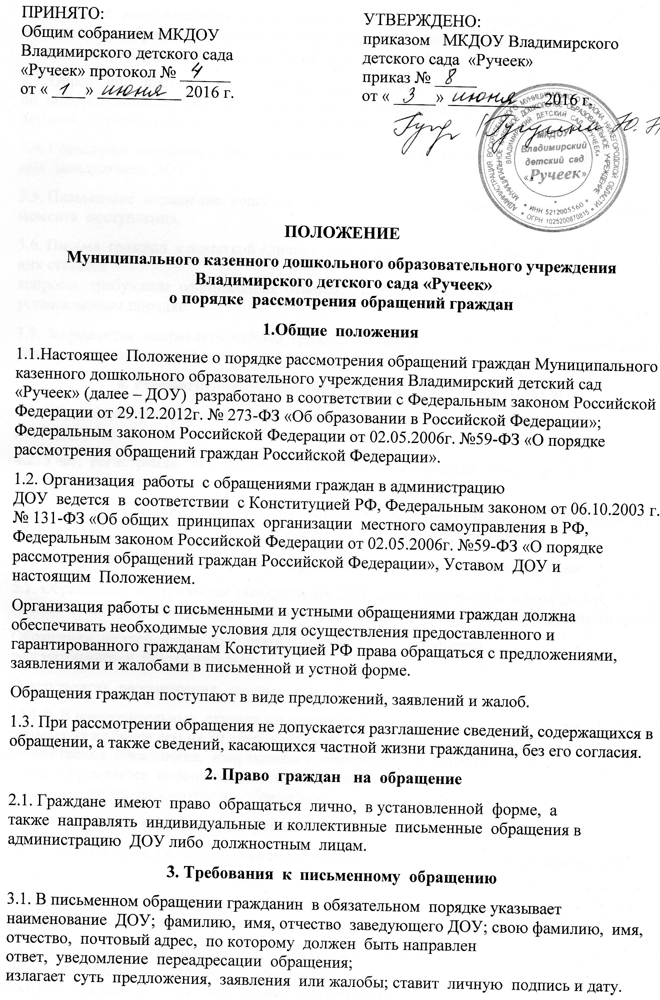 ПРИНЯТО:
Общим собранием МКДОУ
Владимирского детского сада
«Ручеек» протокол № 4
от « 1 » июня 2016 г.
УТВЕРЖДЕНО:
приказом МКДОУ Владимирского
детского сада «Ручеек»
приказ № 8
от « 3 » июня 2016 г.
АДМИНИСТРАЦИЯ ВОСКРЕСЕНСКОГО МУНИЦИПАЛЬНОГО РАЙОНА НИЖЕГОРОДСКОЙ ОБЛАСТИ
МУНИЦИПАЛЬНОЕ КАЗЕННОЕ ДОШКОЛЬНОЕ ОБРАЗОВАТЕЛЬНОЕ УЧРЕЖДЕНИЕ
ВЛАДИМИРСКИЙ ДЕТСКИЙ САД «РУЧЕЕК»
МКДОУ
Владимирский
детский сад
«Ручеек»
• ИНН 5212005560 •
• ОГРН 1025200870815 •
ПОЛОЖЕНИЕ
Муниципального казенного дошкольного образовательного учреждения
Владимирского детского сада «Ручеек»
о порядке рассмотрения обращений граждан
1.Общие положения
1.1.Настоящее Положение о порядке рассмотрения обращений граждан Муниципального
казенного дошкольного образовательного учреждения Владимирский детский сад
«Ручеек» (далее – ДОУ) разработано в соответствии с Федеральным законом Российской
Федерации от 29.12.2012г. № 273-ФЗ «Об образовании в Российской Федерации»;
Федеральным законом Российской Федерации от 02.05.2006г. №59-ФЗ «О порядке
рассмотрения обращений граждан Российской Федерации».
1.2. Организация работы с обращениями граждан в администрацию
ДОУ ведется в соответствии с Конституцией РФ, Федеральным законом от 06.10.2003 г.
№ 131-ФЗ «Об общих принципах организации местного самоуправления в РФ,
Федеральным законом Российской Федерации от 02.05.2006г. №59-ФЗ «О порядке
рассмотрения обращений граждан Российской Федерации», Уставом ДОУ и
настоящим Положением.
Организация работы с письменными и устными обращениями граждан должна
обеспечивать необходимые условия для осуществления предоставленного и
гарантированного гражданам Конституцией РФ права обращаться с предложениями,
заявлениями и жалобами в письменной и устной форме.
Обращения граждан поступают в виде предложений, заявлений и жалоб.
1.3. При рассмотрении обращения не допускается разглашение сведений, содержащихся в
обращении, а также сведений, касающихся частной жизни гражданина, без его согласия.
2. Право граждан на обращение
2.1. Граждане имеют право обращаться лично, в установленной форме, а
также направлять индивидуальные и коллективные письменные обращения в
администрацию ДОУ либо должностным лицам.
3. Требования к письменному обращению
3.1. В письменном обращении гражданин в обязательном порядке указывает
наименование ДОУ; фамилию, имя, отчество заведующего ДОУ; свою фамилию, имя,
отчество, почтовый адрес, по которому должен быть направлен
ответ, уведомление переадресации обращения;
излагает суть предложения, заявления или жалобы; ставит личную подпись и дату.